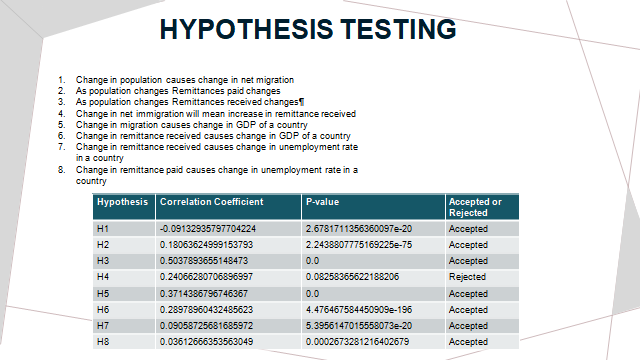 HYPOTHESIS TESTING
1. Change in population causes change in net migration
2. As population changes Remittances paid changes
3. As population changes Remittances received changes¶
4. Change in net immigration will mean increase in remittance received
5. Change in migration causes change in GDP of a country
6. Change in remittance received causes change in GDP of a country
7. Change in remittance received causes change in unemployment rate
in a country
8. Change in remittance paid causes change in unemployment rate in a
country
Hypothesis Correlation Coefficient P-value Accepted or
Rejected
H1 -0.09132935797704224 2.6781711356360097e-20 Accepted
H2 0.18063624999153793 2.2438807775169225e-75 Accepted
H3 0.5037893655148473 0.0 Accepted
H4 0.24066280706896997 0.08258365622188206 Rejected
H5 0.3714386796746367 0.0 Accepted
H6 0.28978960432485623 4.476467584450909e-196 Accepted
H7 0.09058725681685972 5.3956147015558073e-20 Accepted
H8 0.03612666353563049 0.0002673281216402679 Accepted